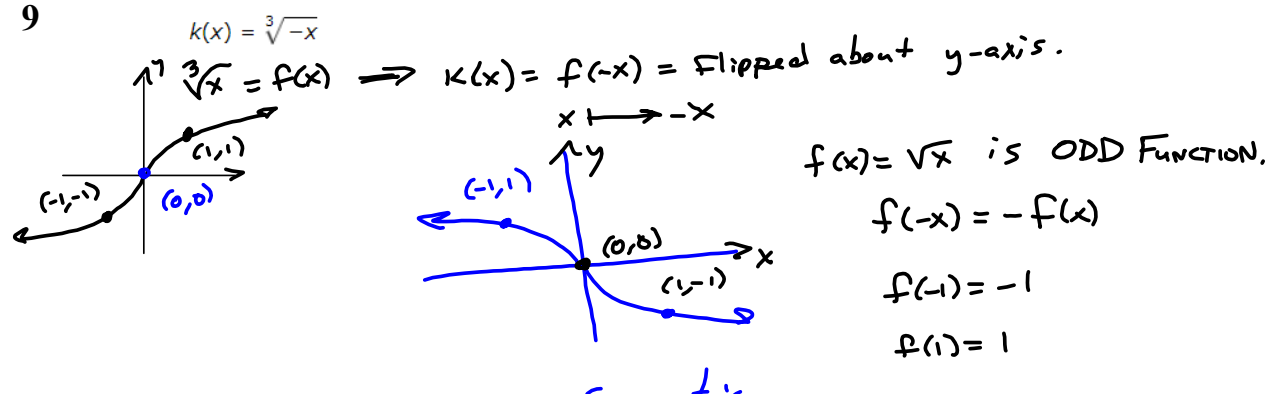 9
k(x) = ∛−x
y
∛x = f(x) ⟹ k(x) = f(-x) = Flipped about y-axis.
x ⟼ -x
(1,1)
(-1,-1)
(0,0)
y
(-1,1)
(0,0)
x
(1,-1)
f(x) = √x is ODD FUNCTION.
f(-x) = -f(x)
f(-1) = -1
f(1) = 1